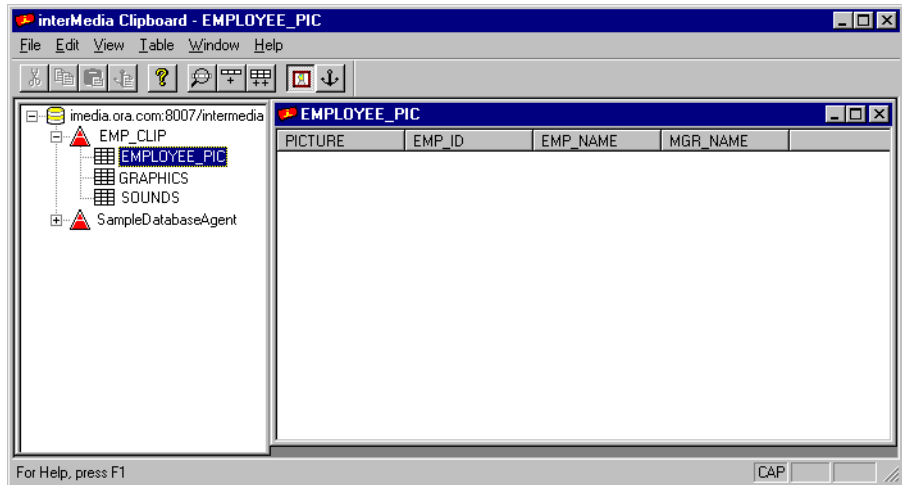 interMedia Clipboard - EMPLOYEE_PIC
File Edit View Table Window Help
imedia.ora.com:8007/intermedia
EMP_CLIP
EMPLOYEE_PIC
GRAPHICS
SOUNDS
SampleDatabaseAgent
EMPLOYEE_PIC
PICTURE EMP_ID EMP_NAME MGR_NAME
For Help, press F1
CAP